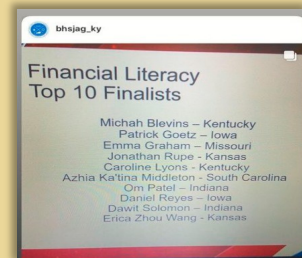 bhsjag_ky
Financial Literacy
Top 10 Finalists
Michah Blevins – Kentucky
Patrick Goetz – Iowa
Emma Graham – Missouri
Jonathan Rupe - Kansas
Caroline Lyons - Kentucky
Azhia Ka'tina Middleton - South Carolina
Om Patel – Indiana
Daniel Reyes – Iowa
Dawit Solomon – Indiana
Erica Zhou Wang - Kansas